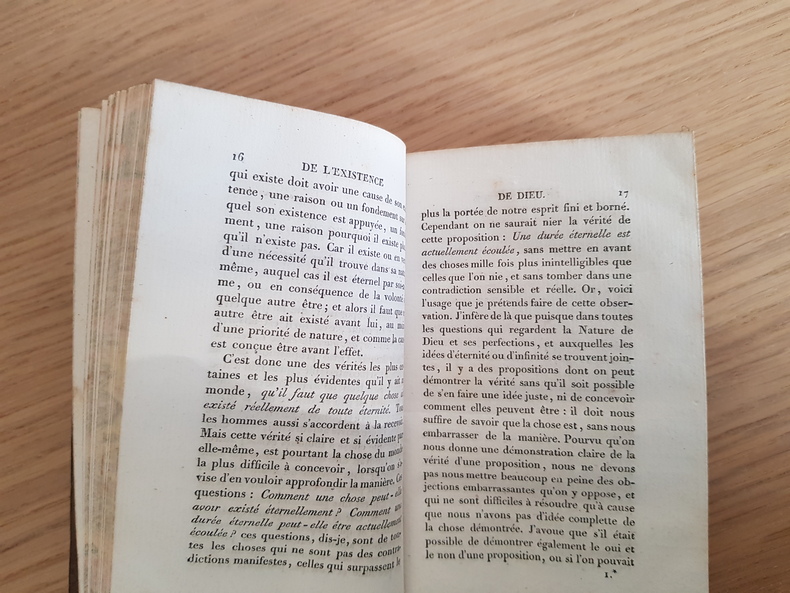 16
DE L'EXISTENCE
qui existe doit avoir une cause de son
tence, une raison ou un fondement sur
quel son existence est appuyée, un fon
ment, une raison pourquoi il existe
qu'il n'existe pas. Car il existe ou en
d'une nécessité qu'il trouve dans sa
même, auquel cas il est éternel par
me, ou en conséquence de la volonté
quelque autre être; et alors il faut que
autre être ait existé avant lui, au
d'une priorité de nature, et comme la
est conçue être avant l'effet.
C'est donc une des vérités les plus
taines et les plus évidentes qu'il y ait
monde, qu'il faut que quelque chose
existé réellement de toute éternité.
les hommes aussi s'accordent à la
Mais cette vérité si claire et si évidente par
elle-même, est pourtant la chose du monde
la plus difficile à concevoir, lorsqu'on
vise d'en vouloir approfondir la manière.
questions : Comment une chose peut-elle
avoir existé éternellement? Comment
durée éternelle peut-elle être actuellement
écoulée? ces questions, dis-je, sont de
tes les choses qui ne sont pas des contra-
dictions manifestes, celles qui surpassent le
DE DIEU.
17
plus la portée de notre esprit fini et borné.
Cependant on ne saurait nier la vérité de
cette proposition : Une durée éternelle est
actuellement écoulée, sans mettre en avant
des choses mille fois plus inintelligibles que
celles que l'on nie, et sans tomber dans une
contradiction sensible et réelle. Or, voici
l'usage que je prétends faire de cette obser-
vation. J'infère de là que puisque dans toutes
les questions qui regardent la Nature de
Dieu et ses perfections, et auxquelles les
idées d'éternité ou d'infinité se trouvent join-
tes, il y a des propositions dont on peut
démontrer la vérité sans qu'il soit possible
de s'en faire une idée juste, ni de concevoir
comment elles peuvent être : il doit nous
suffire de savoir que la chose est, sans nous
embarrasser de la manière. Pourvu qu'on
nous donne une démonstration claire de la
vérité d'une proposition, nous ne devons
pas nous mettre beaucoup en peine des ob-
jections embarrassantes qu'on y oppose, et
qui ne sont difficiles à résoudre qu'à cause
que nous n'avons pas d'idée complette de
la chose démontrée. J'avoue que s'il était
possible de démontrer également le oui et
le non d'une proposition, ou si l'on pouvait
1.*